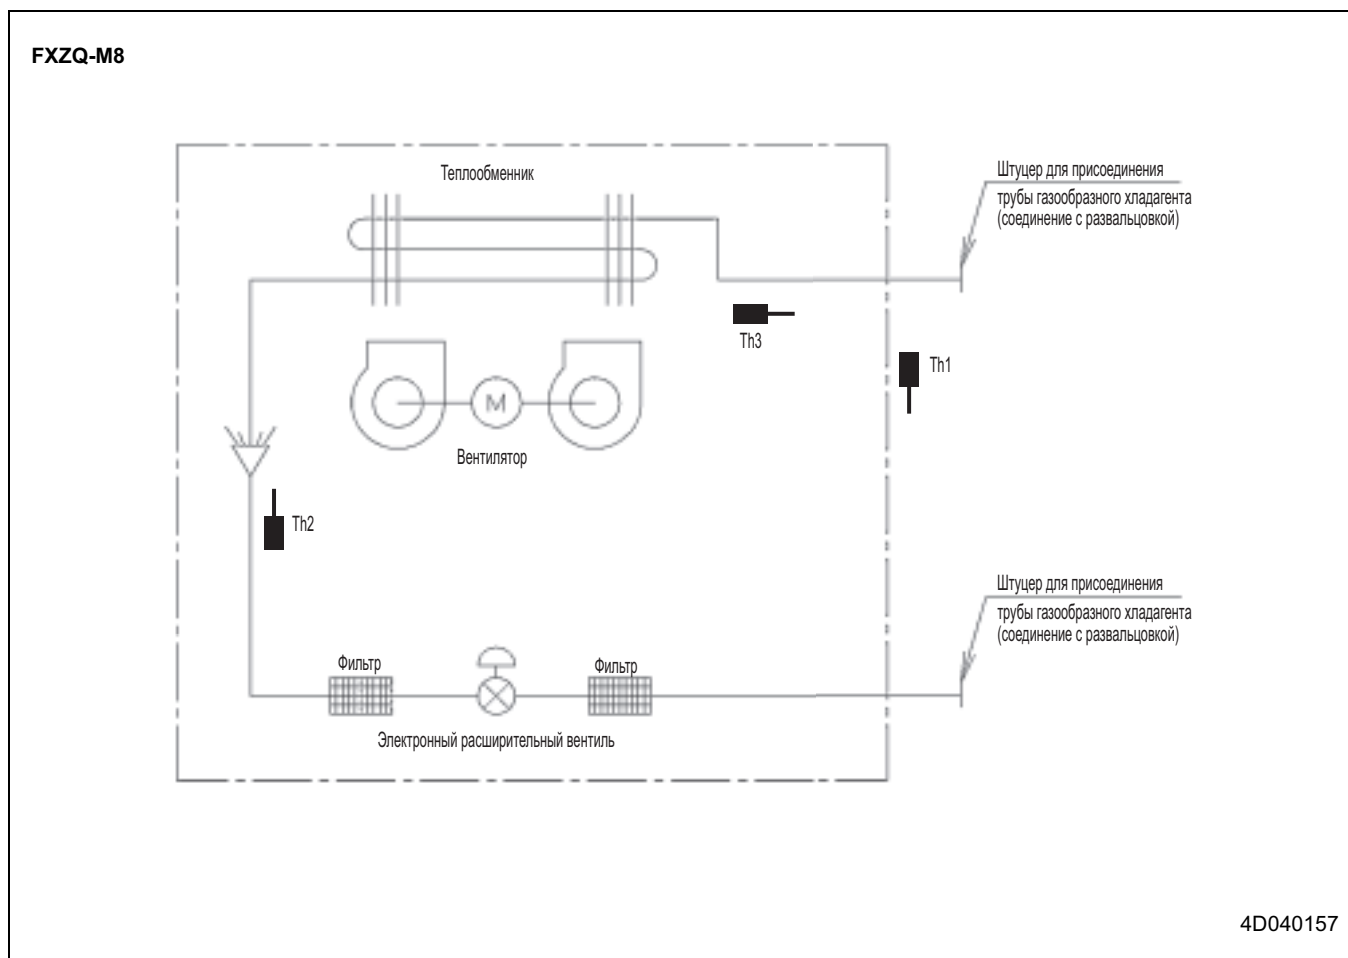 FXZQ-M8
Теплообменник
Штуцер для присоединения
трубы газообразного хладагента
(соединение с развальцовкой)
Th3
Th1
M
Вентилятор
Th2
Штуцер для присоединения
трубы газообразного хладагента
(соединение с развальцовкой)
Фильтр
Фильтр
Электронный расширительный вентиль
4D040157